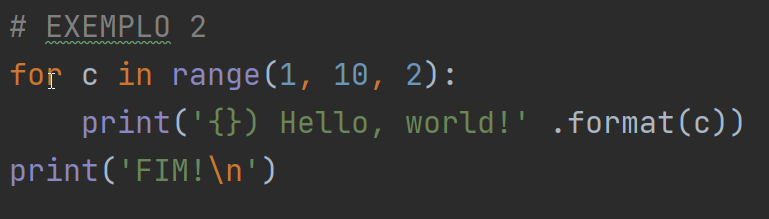 # EXEMPLO 2
for c in range(1, 10, 2):
    print('{}) Hello, world!' .format(c))
print('FIM!\n')